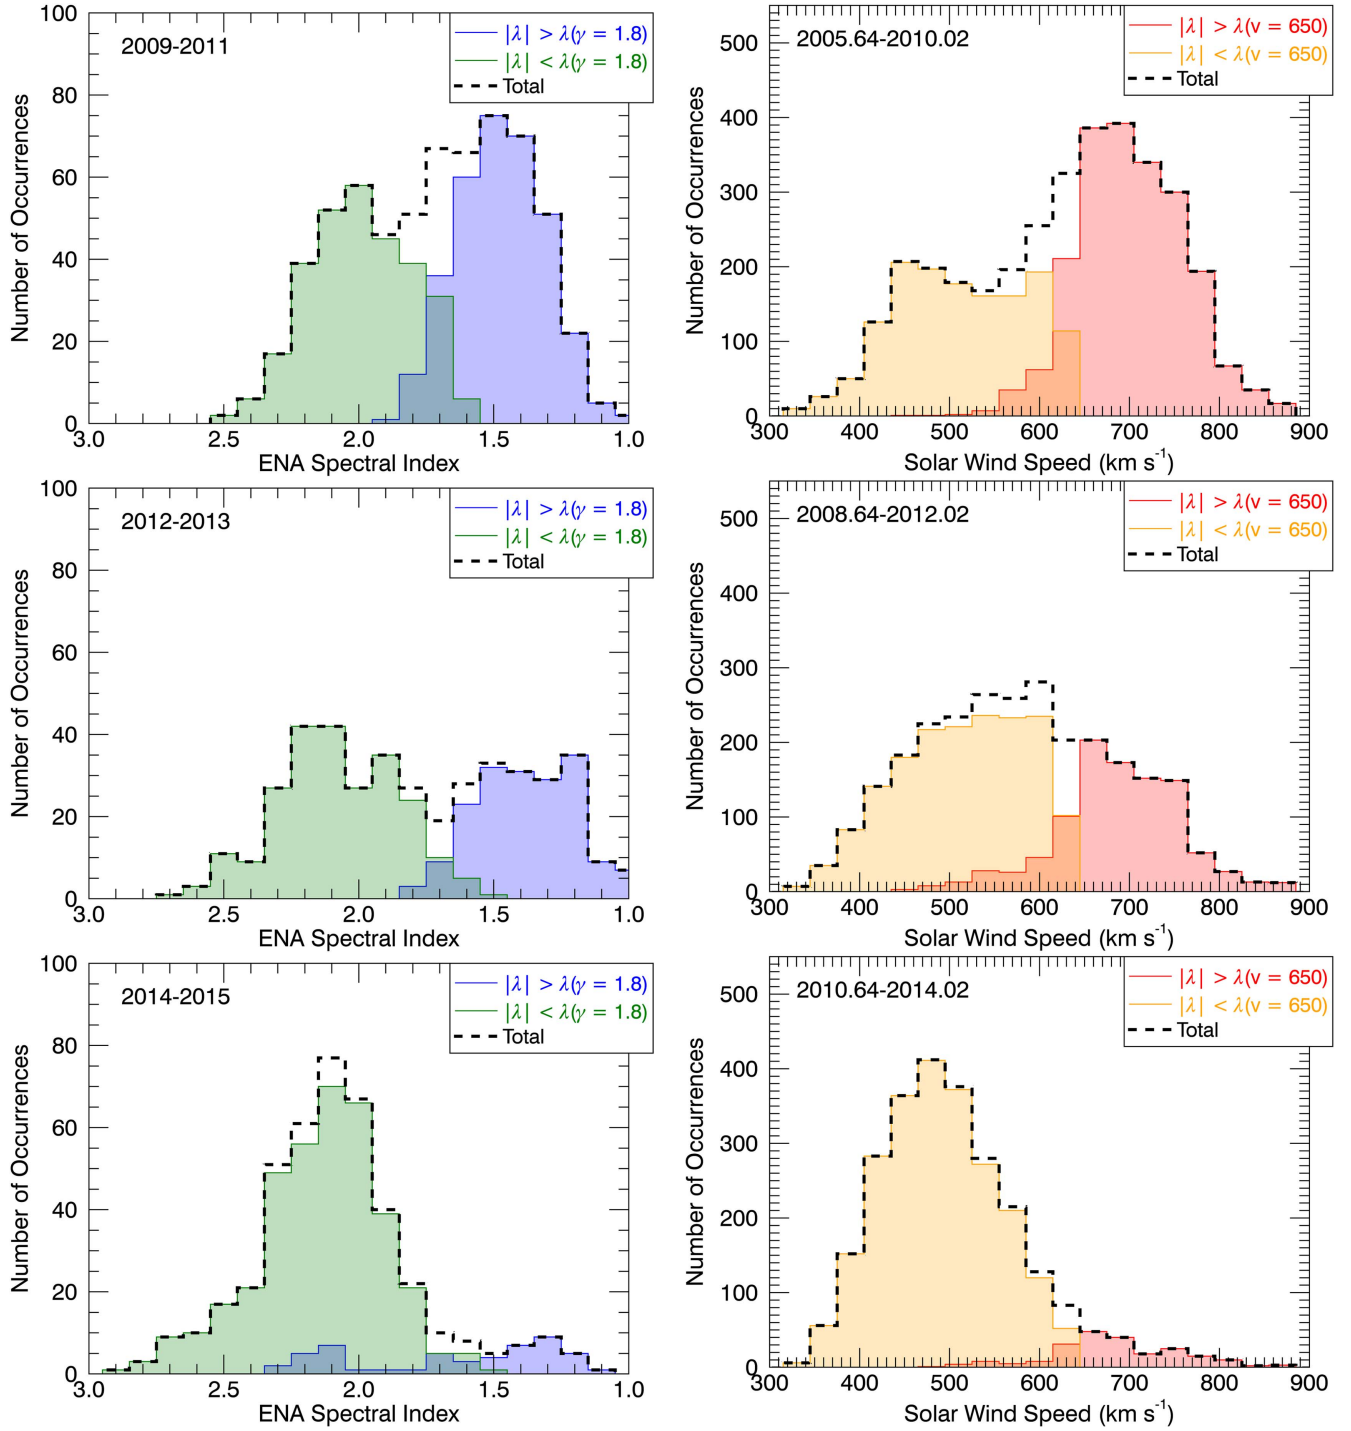 2009-2011
|λ| > λ(γ = 1.8)
|λ| < λ(γ = 1.8)
Total
Number of Occurrences
100
80
60
40
20
0
3.0 2.5 2.0 1.5 1.0
ENA Spectral Index
2005.64-2010.02
|λ| > λ(v = 650)
|λ| < λ(v = 650)
Total
Number of Occurrences
500
400
300
200
100
0
300 400 500 600 700 800 900
Solar Wind Speed (km s⁻¹)
2012-2013
|λ| > λ(γ = 1.8)
|λ| < λ(γ = 1.8)
Total
Number of Occurrences
100
80
60
40
20
0
3.0 2.5 2.0 1.5 1.0
ENA Spectral Index
2008.64-2012.02
|λ| > λ(v = 650)
|λ| < λ(v = 650)
Total
Number of Occurrences
500
400
300
200
100
0
300 400 500 600 700 800 900
Solar Wind Speed (km s⁻¹)
2014-2015
|λ| > λ(γ = 1.8)
|λ| < λ(γ = 1.8)
Total
Number of Occurrences
100
80
60
40
20
0
3.0 2.5 2.0 1.5 1.0
ENA Spectral Index
2010.64-2014.02
|λ| > λ(v = 650)
|λ| < λ(v = 650)
Total
Number of Occurrences
500
400
300
200
100
0
300 400 500 600 700 800 900
Solar Wind Speed (km s⁻¹)